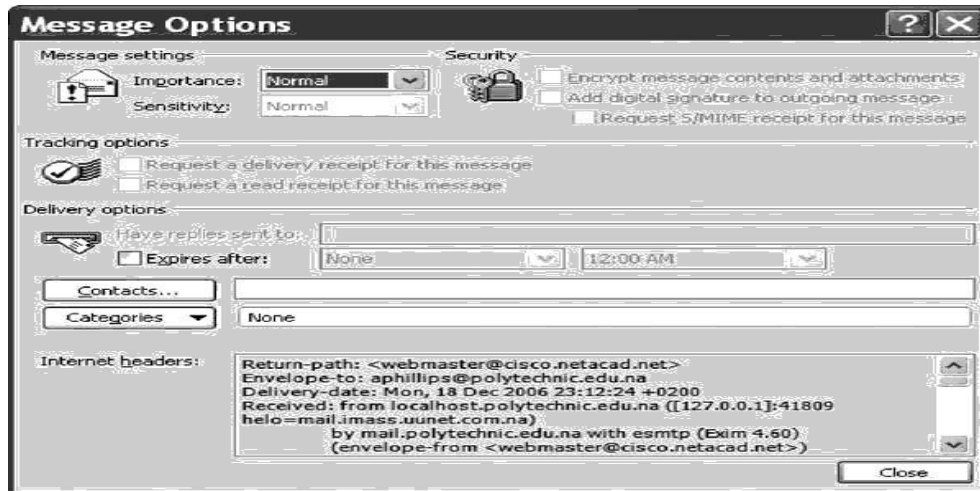 Message Options
Message settings
Security
Importance: Normal
Encrypt message contents and attachments
Sensitivity: Normal
Add digital signature to outgoing message
Request S/MIME receipt for this message
Tracking options
Request a delivery receipt for this message
Request a read receipt for this message
Delivery options
Have replies sent to:
Expires after: None 12:00 AM
Contacts...
Categories None
Internet headers:
Return-path: <webmaster@cisco.netacad.net>
Envelope-to: aphillips@polytechnic.edu.na
Delivery-date: Mon, 18 Dec 2006 23:12:24 +0200
Received: from localhost.polytechnic.edu.na ([127.0.0.1]:41809
helo=mail.imass.uunet.com.na)
by mail.polytechnic.edu.na with esmtp (Exim 4.60)
(envelope-from <webmaster@cisco.netacad.net>)
Close